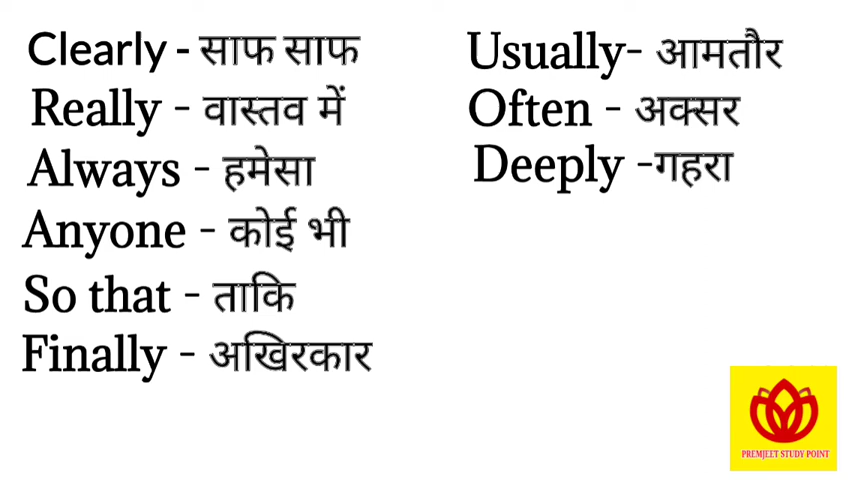 Clearly - साफ साफ
Really - वास्तव में
Always - हमेसा
Anyone - कोई भी
So that - ताकि
Finally - अखिरकार
Usually- आमतौर
Often - अक्सर
Deeply -गहरा
PREMJEET STUDY POINT